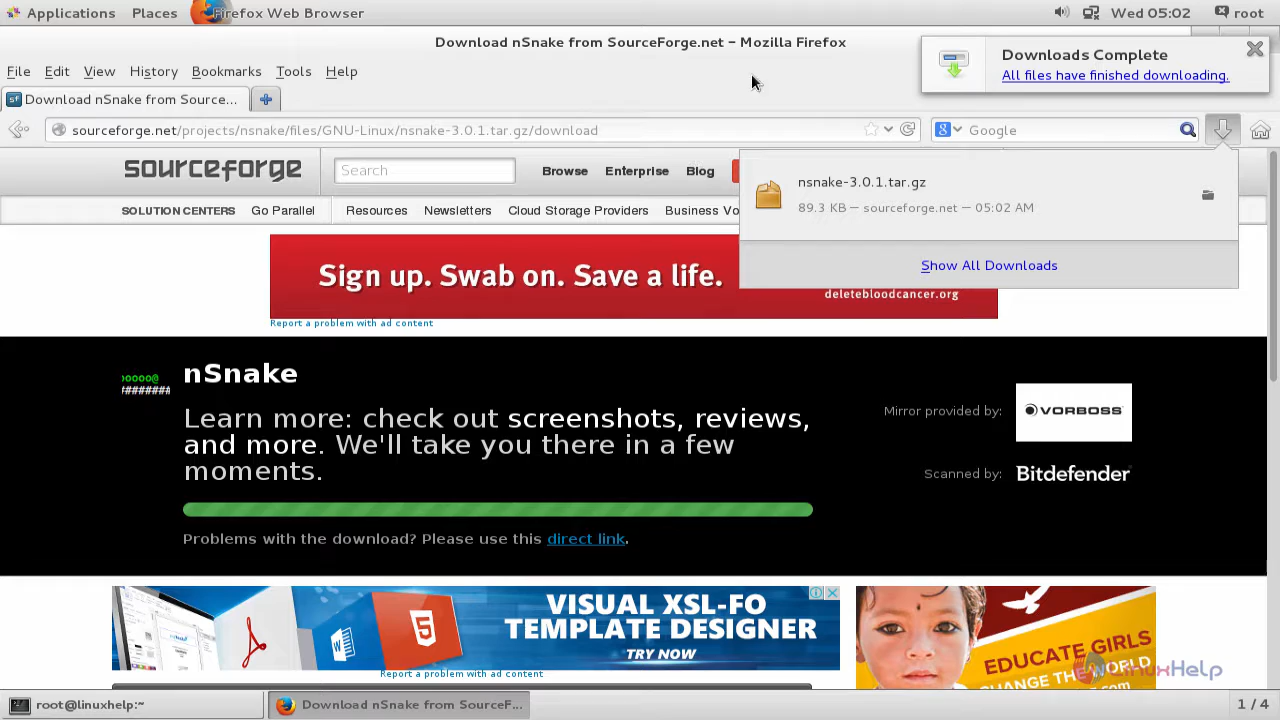 Applications Places Firefox Web Browser Wed 05:02 root
Download nSnake from SourceForge.net – Mozilla Firefox
Downloads Complete
All files have finished downloading.
File Edit View History Bookmarks Tools Help
Download nSnake from Source...
sourceforge.net/projects/nsnake/files/GNU-Linux/nsnake-3.0.1.tar.gz/download
Google
sourceforge
Search
Browse Enterprise Blog
nsnake-3.0.1.tar.gz
89.3 KB — sourceforge.net — 05:02 AM
SOLUTION CENTERS Go Parallel Resources Newsletters Cloud Storage Providers Business Vo
Show All Downloads
Sign up. Swab on. Save a life.
deletebloodcancer.org
Report a problem with ad content
ooooo@
########
nSnake
Learn more: check out screenshots, reviews,
and more. We'll take you there in a few
moments.
Mirror provided by:
VORBOSS
Scanned by:
Bitdefender
Problems with the download? Please use this direct link.
VISUAL XSL-FO
TEMPLATE DESIGNER
TRY NOW
Report a problem with ad content
EDUCATE GIRLS
CHANGE THE WORLD
LinuxHelp
root@linuxhelp:~
Download nSnake from SourceF...
1 / 4